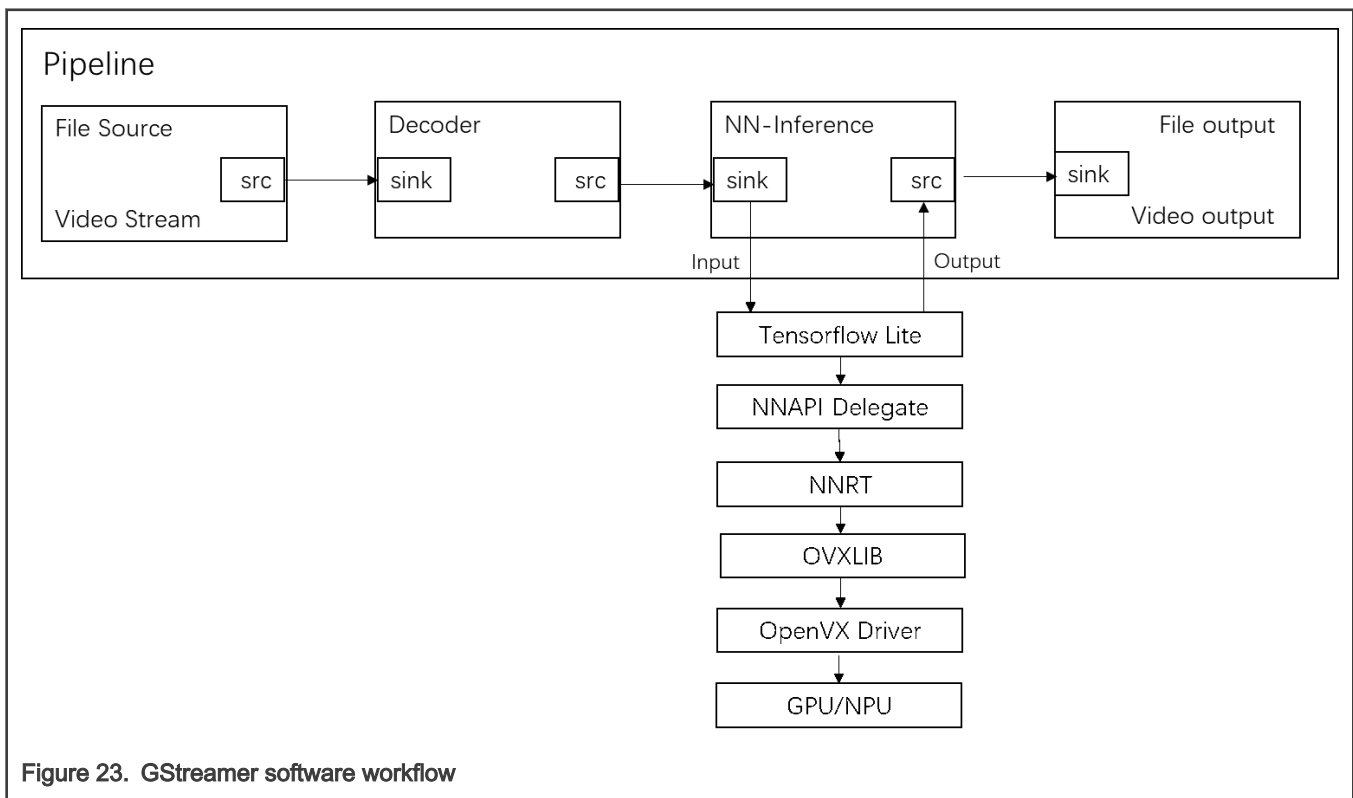 Pipeline
File Source
Decoder
NN-Inference
File output
src
sink
src
sink
src
sink
Video Stream
Video output
Input
Output
Tensorflow Lite
NNAPI Delegate
NNRT
OVXLIB
OpenVX Driver
GPU/NPU
Figure 23. GStreamer software workflow